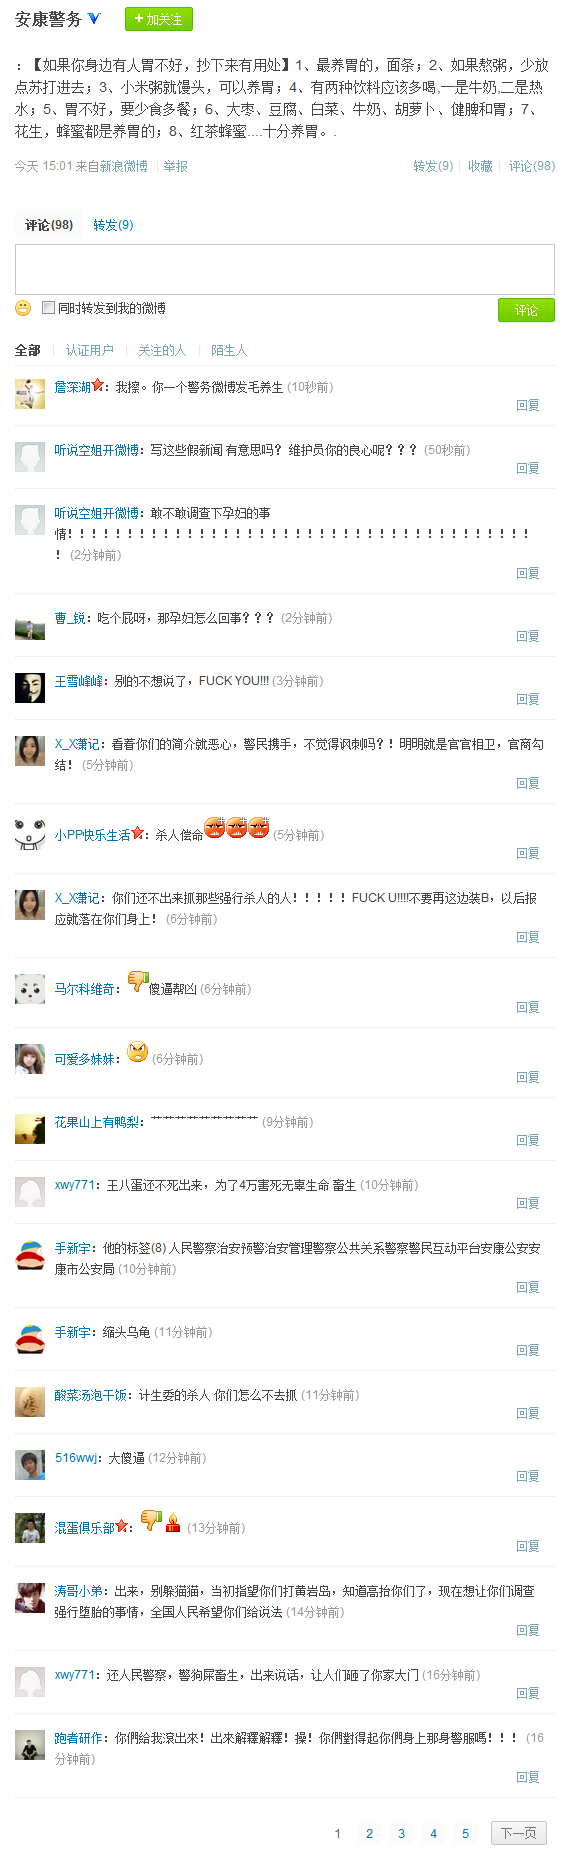 安康警务
+ 加关注
：【如果你身边有人胃不好，抄下来有用处】1、最养胃的，面条；2、如果熬粥，少放
点苏打进去；3、小米粥就馒头，可以养胃；4、有两种饮料应该多喝,一是牛奶,二是热
水；5、胃不好，要少食多餐；6、大枣、豆腐、白菜、牛奶、胡萝卜、健脾和胃；7、
花生，蜂蜜都是养胃的；8、红茶蜂蜜....十分养胃。.
今天 15:01 来自新浪微博 | 举报
转发(9) | 收藏 | 评论(98)
评论(98) 转发(9)
同时转发到我的微博
评论
全部 | 认证用户 | 关注的人 | 陌生人
詹深湖：我擦。你一个警务微博发毛养生 (10秒前)
回复
听说空姐开微博：写这些假新闻 有意思吗？ 维护员你的良心呢？？？ (50秒前)
回复
听说空姐开微博：敢不敢调查下孕妇的事
情！！！！！！！！！！！！！！！！！！！！！！！！！！！！！！！！！！！！！！！
！ (2分钟前)
回复
曹_锐：吃个屁呀，那孕妇怎么回事？？？ (2分钟前)
回复
王雪峰峰：别的不想说了，FUCK YOU!!! (3分钟前)
回复
X_X萧记：看着你们的简介就恶心，警民携手，不觉得讽刺吗？！明明就是官官相卫，官商勾
结！ (5分钟前)
回复
小PP快乐生活：杀人偿命 (5分钟前)
回复
X_X萧记：你们还不出来抓那些强行杀人的人！！！！！FUCK U!!!!不要再这边装B，以后报
应就落在你们身上！ (6分钟前)
回复
马尔科维奇：傻逼帮凶 (6分钟前)
回复
可爱多妹妹： (6分钟前)
回复
花果山上有鸭梨： (9分钟前)
回复
xwy771：王八蛋还不死出来，为了4万害死无辜生命 畜生 (10分钟前)
回复
手新字：他的标签(8) 人民警察治安预警治安管理警察公共关系警察警民互动平台安康公安安
康市公安局 (10分钟前)
回复
手新字：缩头乌龟 (11分钟前)
回复
酸菜汤泡干饭：计生委的杀人 你们怎么不去抓 (11分钟前)
回复
516wwj：大傻逼 (12分钟前)
回复
混蛋俱乐部： (13分钟前)
回复
涛哥小弟：出来，别躲猫猫，当初指望你们打黄岩岛，知道高抬你们了，现在想让你们调查
强行堕胎的事情，全国人民希望你们给说法 (14分钟前)
回复
xwy771：还人民警察，警狗屎畜生，出来说话，让人们砸了你家大门 (16分钟前)
回复
跑者研作：你們給我滾出來！出來解釋解釋！操！你們對得起你們身上那身警服嗎！！！ (16
分钟前)
回复
1 2 3 4 5 下一页